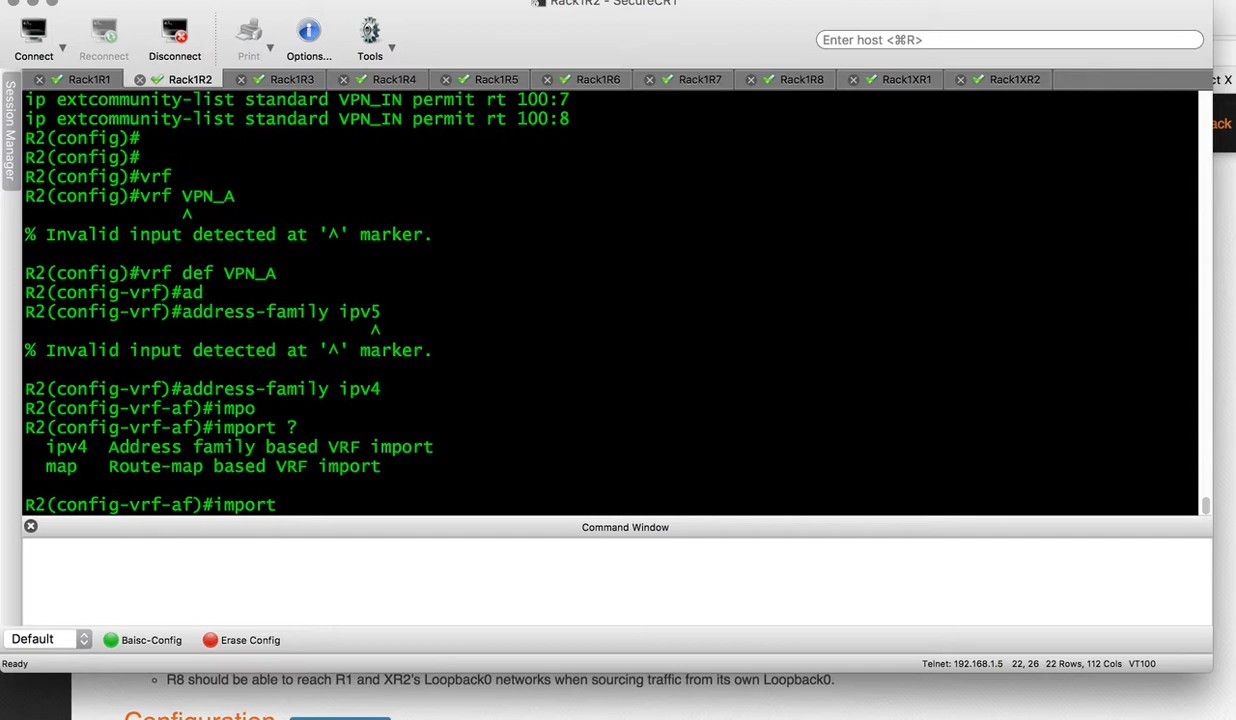 Rack1R2 - SecureCRT
Connect
Reconnect
Disconnect
Print
Options...
Tools
Enter host <⌘R>
Rack1R1
Rack1R2
Rack1R3
Rack1R4
Rack1R5
Rack1R6
Rack1R7
Rack1R8
Rack1XR1
Rack1XR2
Session Manager
ip extcommunity-list standard VPN_IN permit rt 100:7
ip extcommunity-list standard VPN_IN permit rt 100:8
R2(config)#
R2(config)#
R2(config)#vrf
R2(config)#vrf VPN_A
^
% Invalid input detected at '^' marker.
R2(config)#vrf def VPN_A
R2(config-vrf)#ad
R2(config-vrf)#address-family ipv5
^
% Invalid input detected at '^' marker.
R2(config-vrf)#address-family ipv4
R2(config-vrf-af)#impo
R2(config-vrf-af)#import ?
ipv4 Address family based VRF import
map Route-map based VRF import
R2(config-vrf-af)#import
Command Window
Default
Baisc-Config
Erase Config
Ready
Telnet: 192.168.1.5 22, 26 22 Rows, 112 Cols VT100
R8 should be able to reach R1 and XR2's Loopback0 networks when sourcing traffic from its own Loopback0.
Configuration